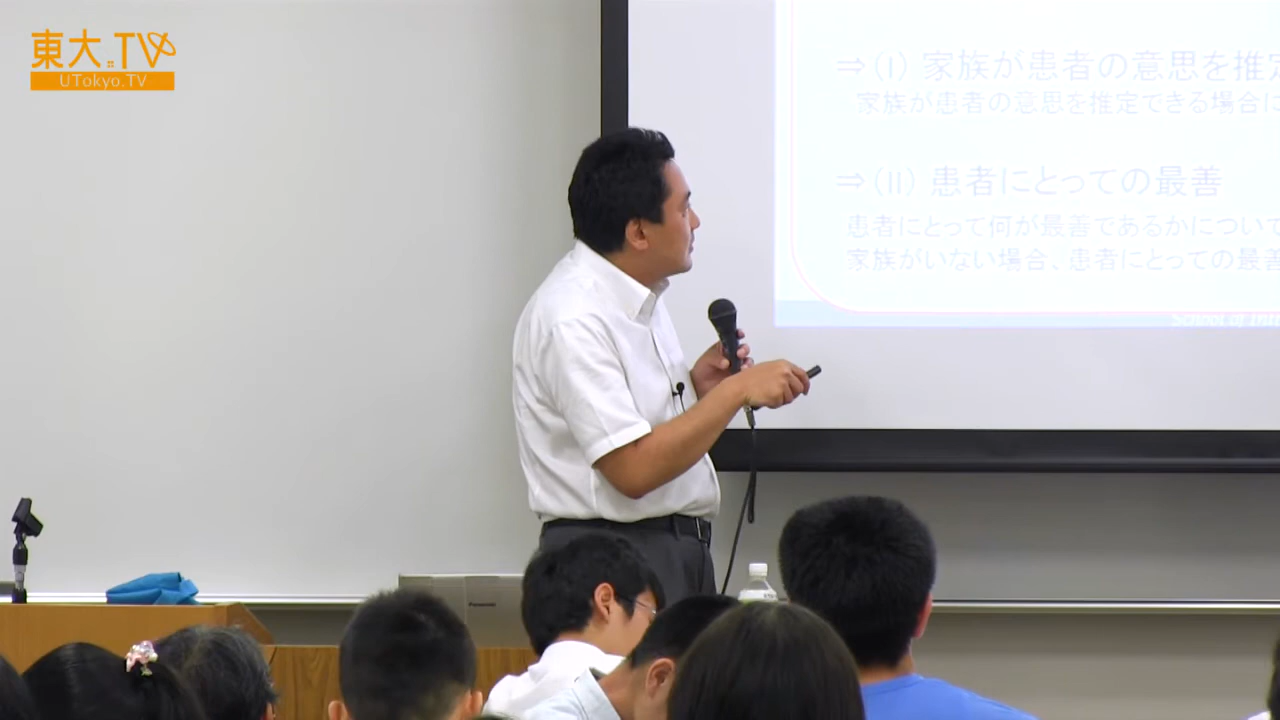 東大.TV
UTokyo.TV
⇒ (I) 家族が患者の意思を推定
家族が患者の意思を推定できる場合に
⇒ (II) 患者にとっての最善
患者にとって何が最善であるかについて
家族がいない場合、患者にとっての最善
School of
Panasonic